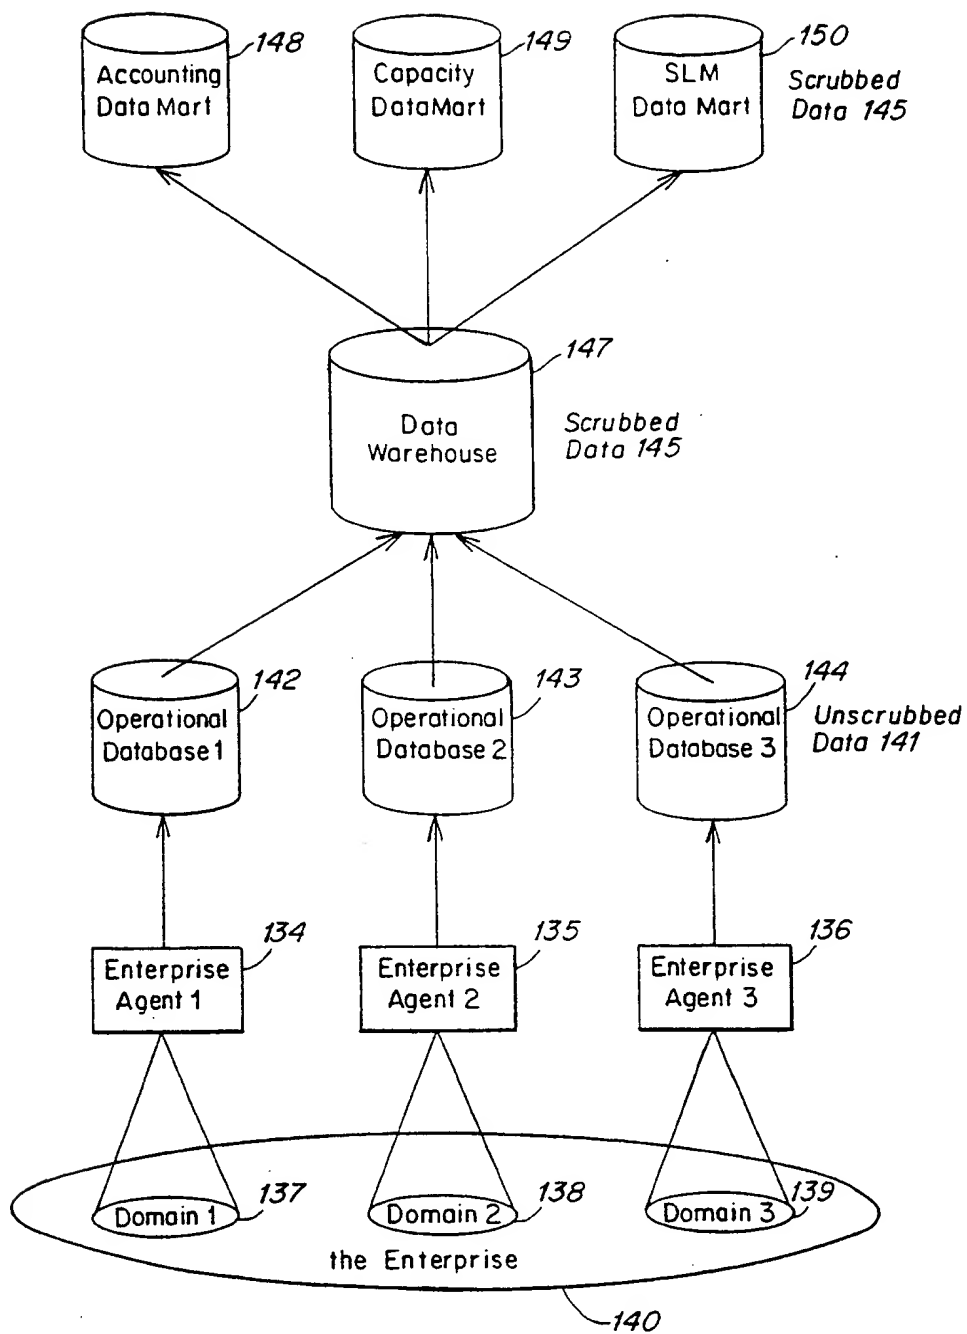 148
149
150
Accounting
Data Mart
Capacity
DataMart
SLM
Data Mart
Scrubbed
Data 145
147
Data
Warehouse
Scrubbed
Data 145
142
143
144
Operational
Database 1
Operational
Database 2
Operational
Database 3
Unscrubbed
Data 141
134
135
136
Enterprise
Agent 1
Enterprise
Agent 2
Enterprise
Agent 3
137
138
139
Domain 1
Domain 2
Domain 3
the Enterprise
140